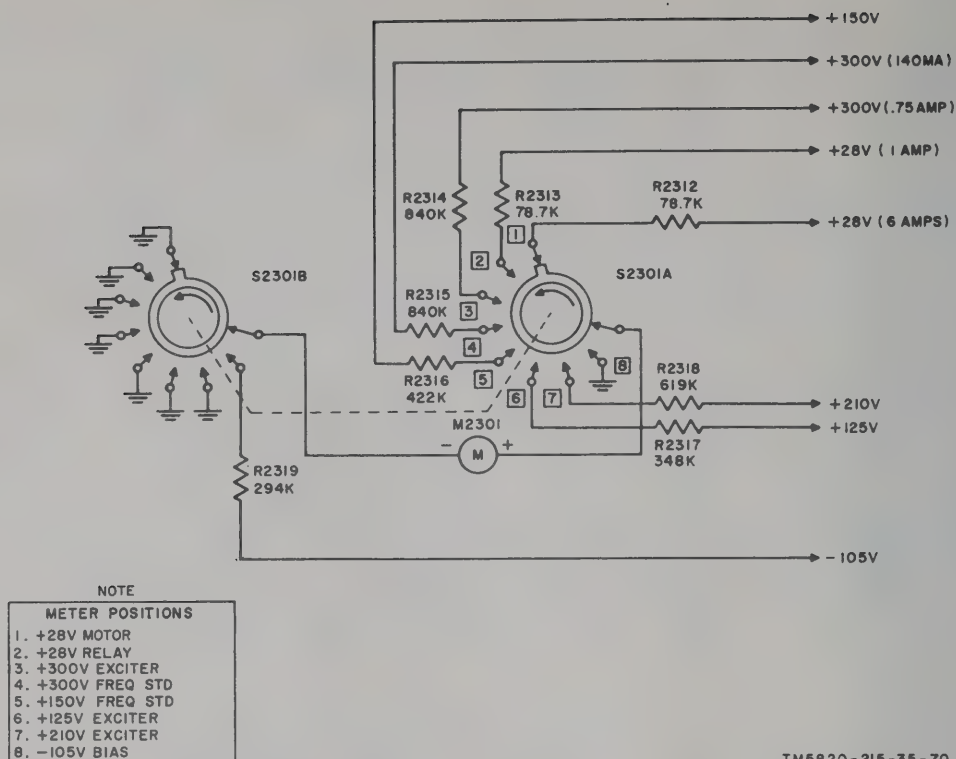 +150V
+300V (140MA)
+300V (.75AMP)
+28V (1 AMP)
R2314
840K
R2313
78.7K
R2312
78.7K
+28V (6 AMPS)
1
2
S2301B
S2301A
R2315
840K
3
4
R2316
422K
5
6
7
8
R2318
619K
+210V
+125V
R2317
348K
M2301
- M +
R2319
294K
-105V
NOTE
METER POSITIONS
1. +28V MOTOR
2. +28V RELAY
3. +300V EXCITER
4. +300V FREQ STD
5. +150V FREQ STD
6. +125V EXCITER
7. +210V EXCITER
8. -105V BIAS
TM5820-215-35-70